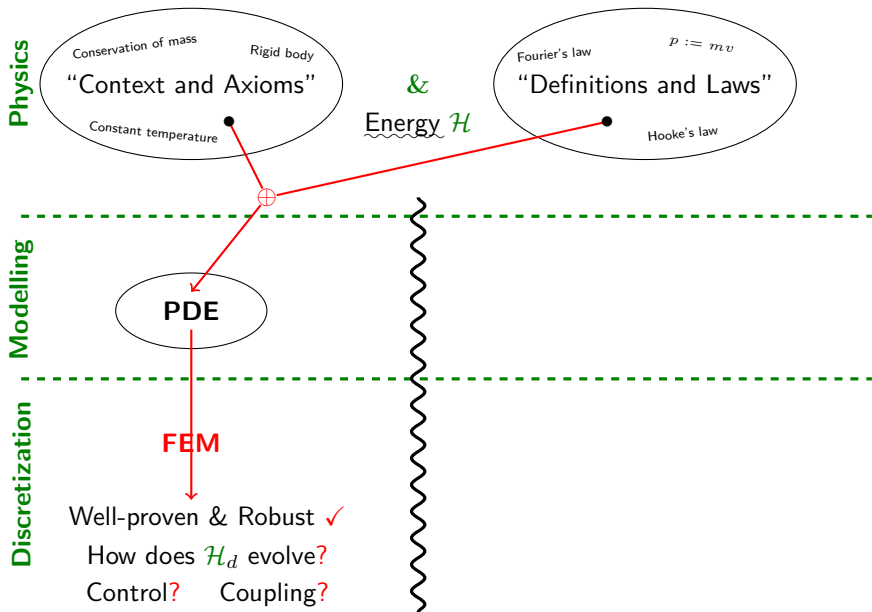 Physics
Conservation of mass
Rigid body
“Context and Axioms”
Constant temperature
&
Energy ℋ
Fourier's law
p := mv
“Definitions and Laws”
Hooke's law
⊕
Modelling
PDE
Discretization
FEM
Well-proven & Robust ✓
How does ℋ_d evolve?
Control? Coupling?